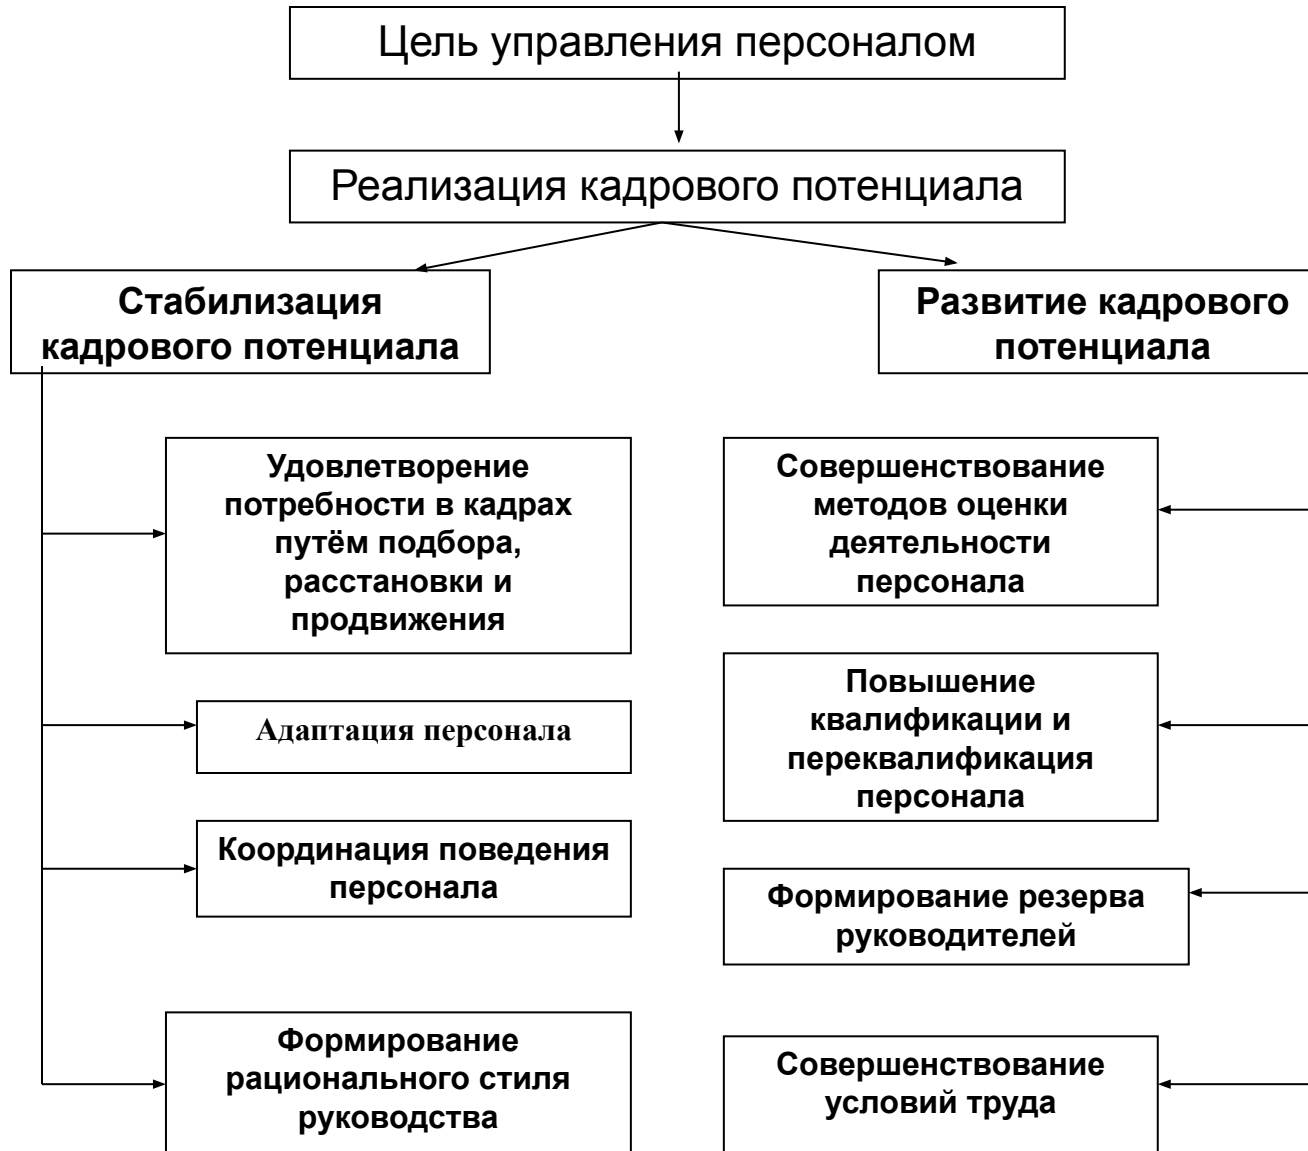 Цель управления персоналом
Реализация кадрового потенциала
Стабилизация
кадрового потенциала
Развитие кадрового
потенциала
Удовлетворение
потребности в кадрах
путём подбора,
расстановки и
продвижения
Адаптация персонала
Координация поведения
персонала
Формирование
рационального стиля
руководства
Совершенствование
методов оценки
деятельности
персонала
Повышение
квалификации и
переквалификация
персонала
Формирование резерва
руководителей
Совершенствование
условий труда